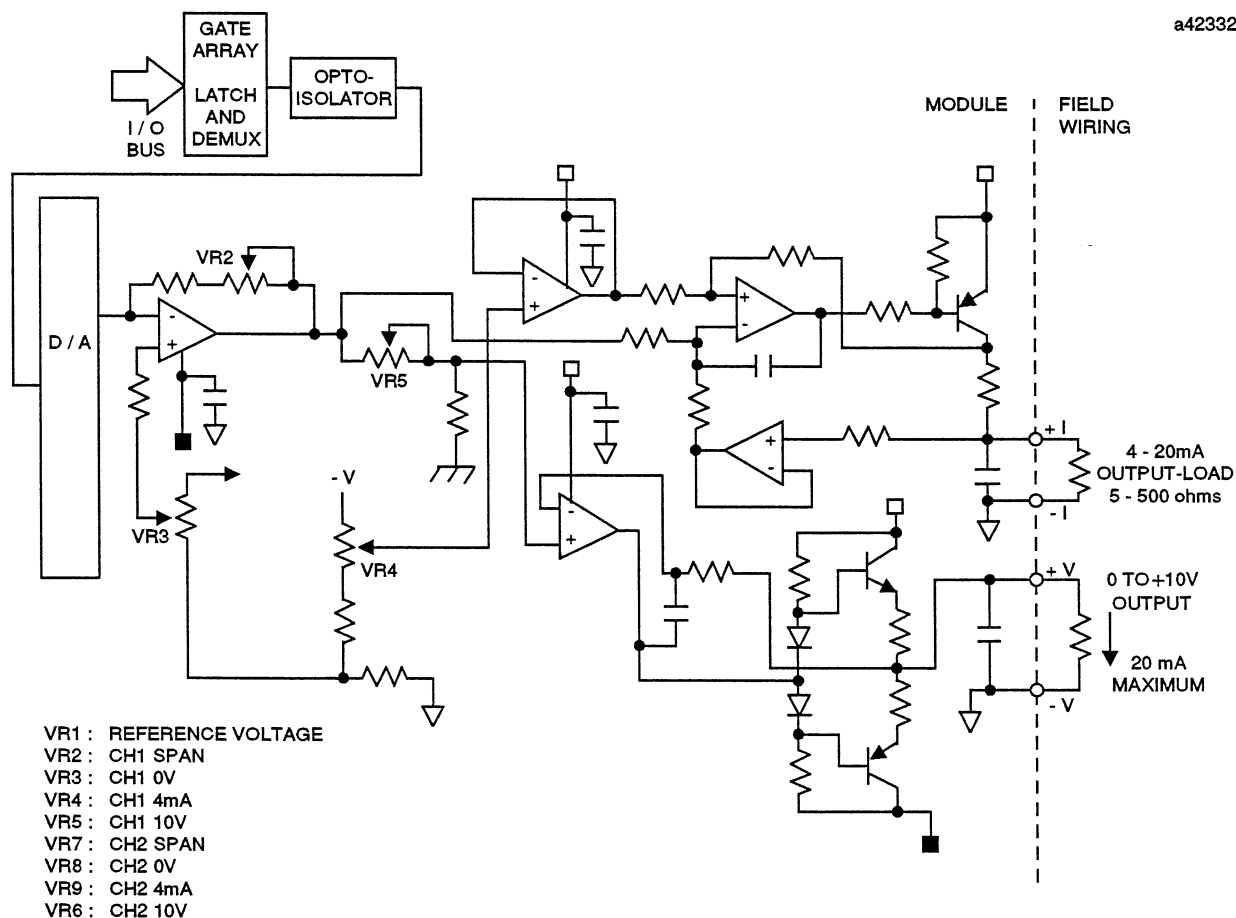 a42332
GATE
ARRAY
LATCH
AND
DEMUX
OPTO-
ISOLATOR
I / O
BUS
MODULE
FIELD
WIRING
D / A
VR2
-
+
VR5
VR3
- V
VR4
-
+
+
-
+
-
-
+
+ I
4 - 20mA
OUTPUT-LOAD
5 - 500 ohms
- I
+ V
0 TO +10V
OUTPUT
20 mA
MAXIMUM
- V
VR1 : REFERENCE VOLTAGE
VR2 : CH1 SPAN
VR3 : CH1 0V
VR4 : CH1 4mA
VR5 : CH1 10V
VR7 : CH2 SPAN
VR8 : CH2 0V
VR9 : CH2 4mA
VR6 : CH2 10V